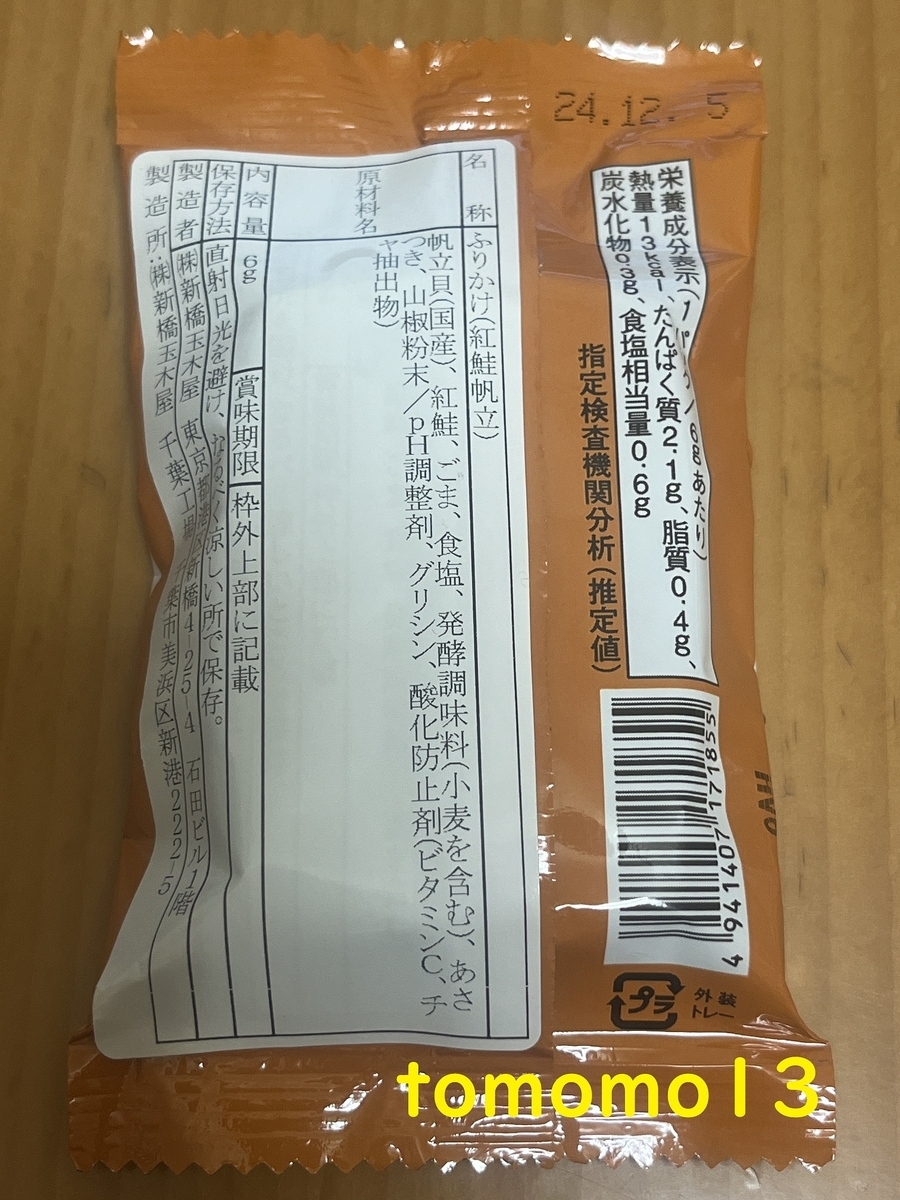 24.12. 5
栄養成分表示(1パック/6gあたり)
熱量13kcal、たんぱく質2.1g、脂質0.4g、
炭水化物0.3g、食塩相当量0.6g
指定検査機関分析(推定値)
4 941407 171855
プラ
外装
トレー
名称
ふりかけ(紅鮭帆立)
原材料名
帆立貝(国産)、紅鮭、ごま、食塩、発酵調味料(小麦を含む)、あさ
つき、山椒粉末/pH調整剤、グリシン、酸化防止剤(ビタミンC、チ
ャ抽出物)
内容量
6g
賞味期限
枠外上部に記載
保存方法
直射日光を避け、なるべく涼しい所で保存。
製造者
㈱新橋玉木屋 東京都港区新橋4-25-4 石田ビル1階
製造所:㈱新橋玉木屋 千葉工場 千葉市美浜区新港222-5
tomomo13